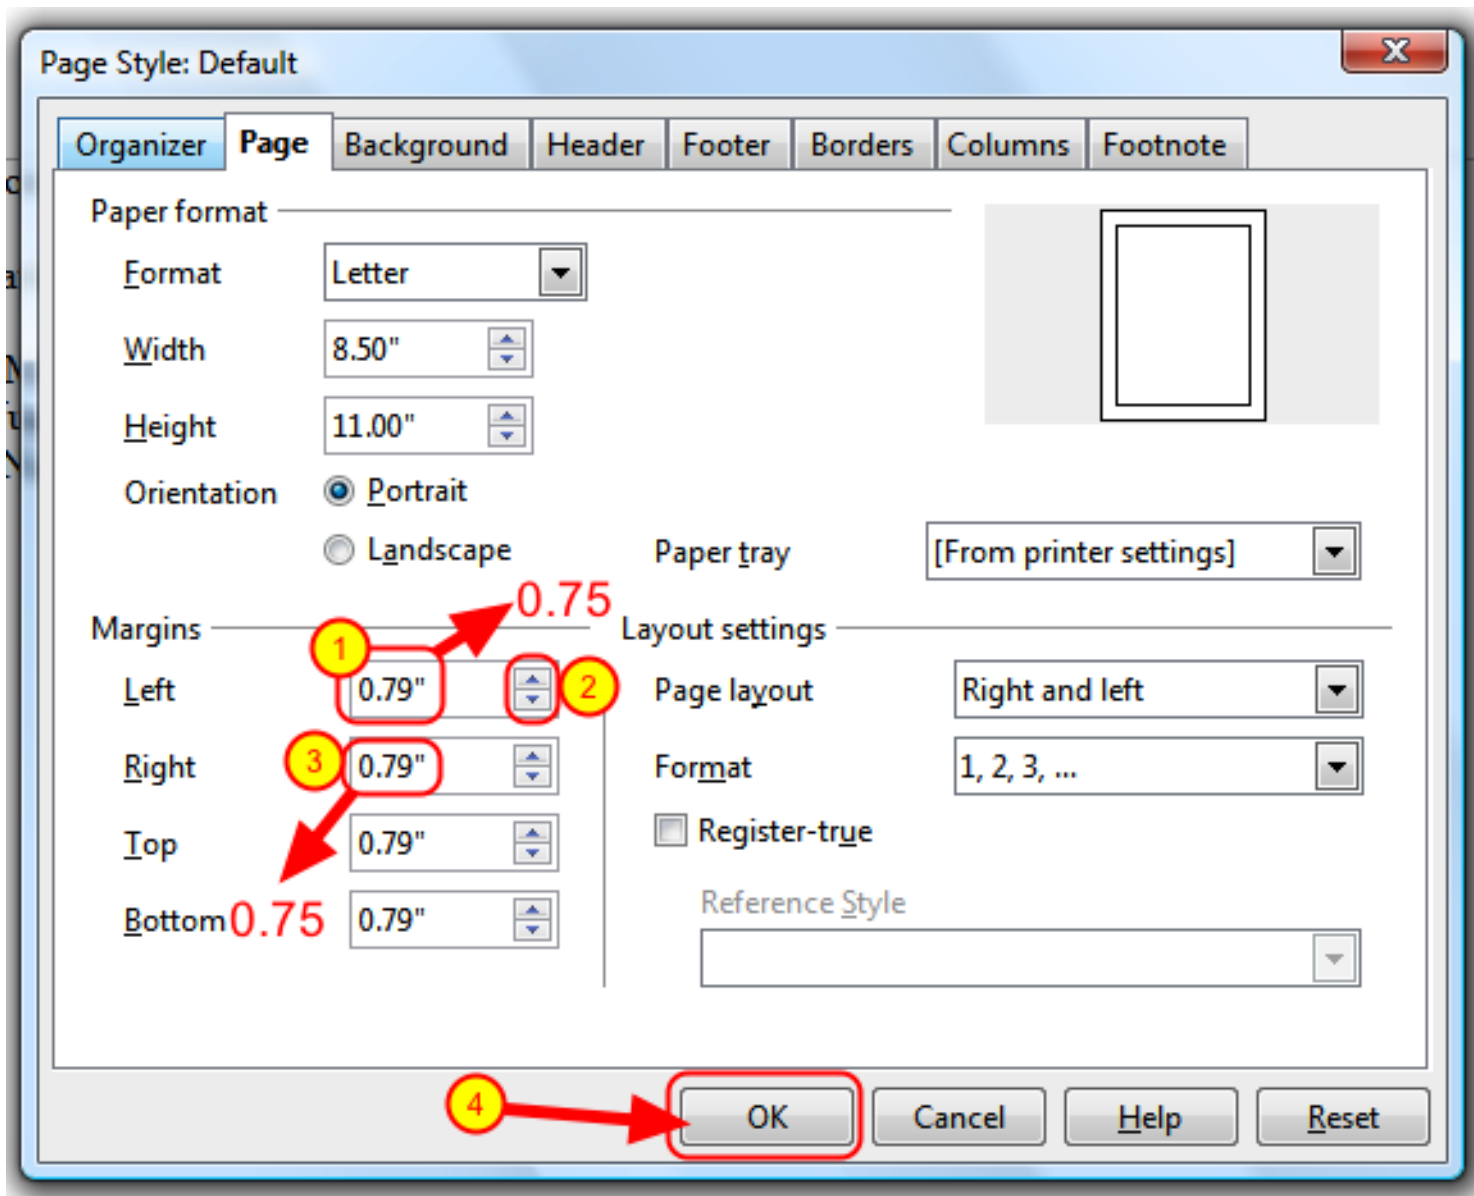 Page Style: Default
Organizer Page Background Header Footer Borders Columns Footnote
Paper format
Format Letter
Width 8.50"
Height 11.00"
Orientation Portrait
Landscape
Paper tray [From printer settings]
0.75
Margins
Layout settings
1
Left 0.79" 2
Page layout Right and left
Right 3 0.79"
Format 1, 2, 3, ...
Top 0.79"
Register-true
Bottom 0.75 0.79"
Reference Style
4 OK Cancel Help Reset